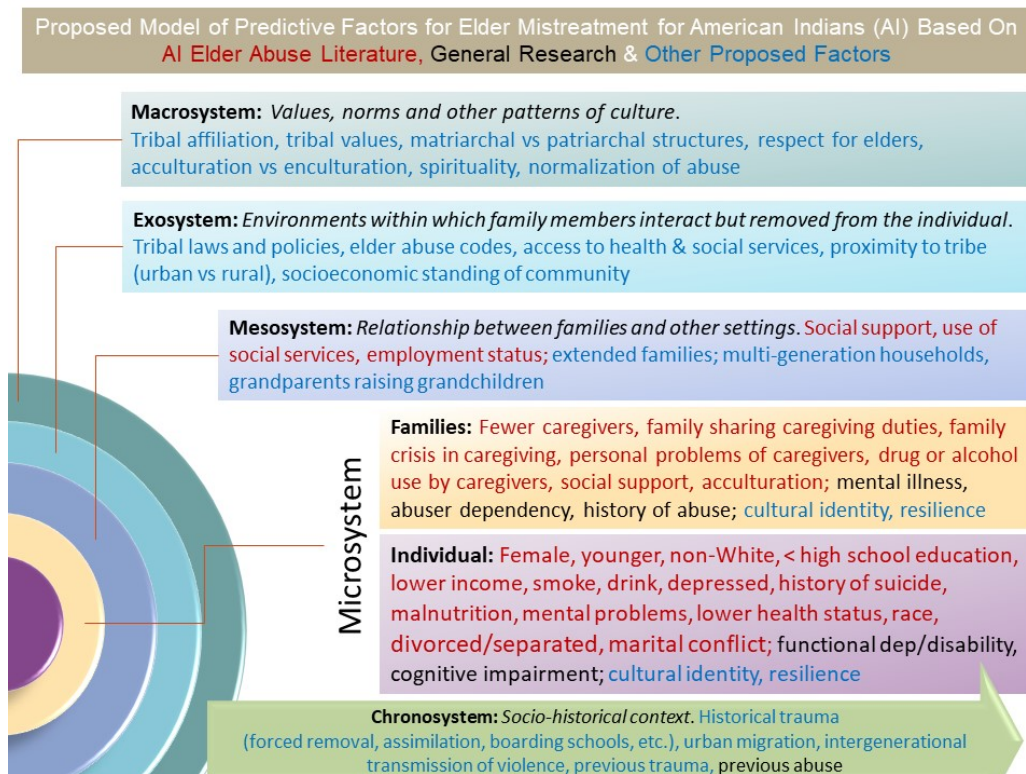 Proposed Model of Predictive Factors for Elder Mistreatment for American Indians (AI) Based On
AI Elder Abuse Literature, General Research & Other Proposed Factors
Macrosystem: Values, norms and other patterns of culture.
Tribal affiliation, tribal values, matriarchal vs patriarchal structures, respect for elders,
acculturation vs enculturation, spirituality, normalization of abuse
Exosystem: Environments within which family members interact but removed from the individual.
Tribal laws and policies, elder abuse codes, access to health & social services, proximity to tribe
(urban vs rural), socioeconomic standing of community
Mesosystem: Relationship between families and other settings. Social support, use of
social services, employment status; extended families; multi-generation households,
grandparents raising grandchildren
Microsystem
Families: Fewer caregivers, family sharing caregiving duties, family
crisis in caregiving, personal problems of caregivers, drug or alcohol
use by caregivers, social support, acculturation; mental illness,
abuser dependency, history of abuse; cultural identity, resilience
Individual: Female, younger, non-White, < high school education,
lower income, smoke, drink, depressed, history of suicide,
malnutrition, mental problems, lower health status, race,
divorced/separated, marital conflict; functional dep/disability,
cognitive impairment; cultural identity, resilience
Chronosystem: Socio-historical context. Historical trauma
(forced removal, assimilation, boarding schools, etc.), urban migration, intergenerational
transmission of violence, previous trauma, previous abuse